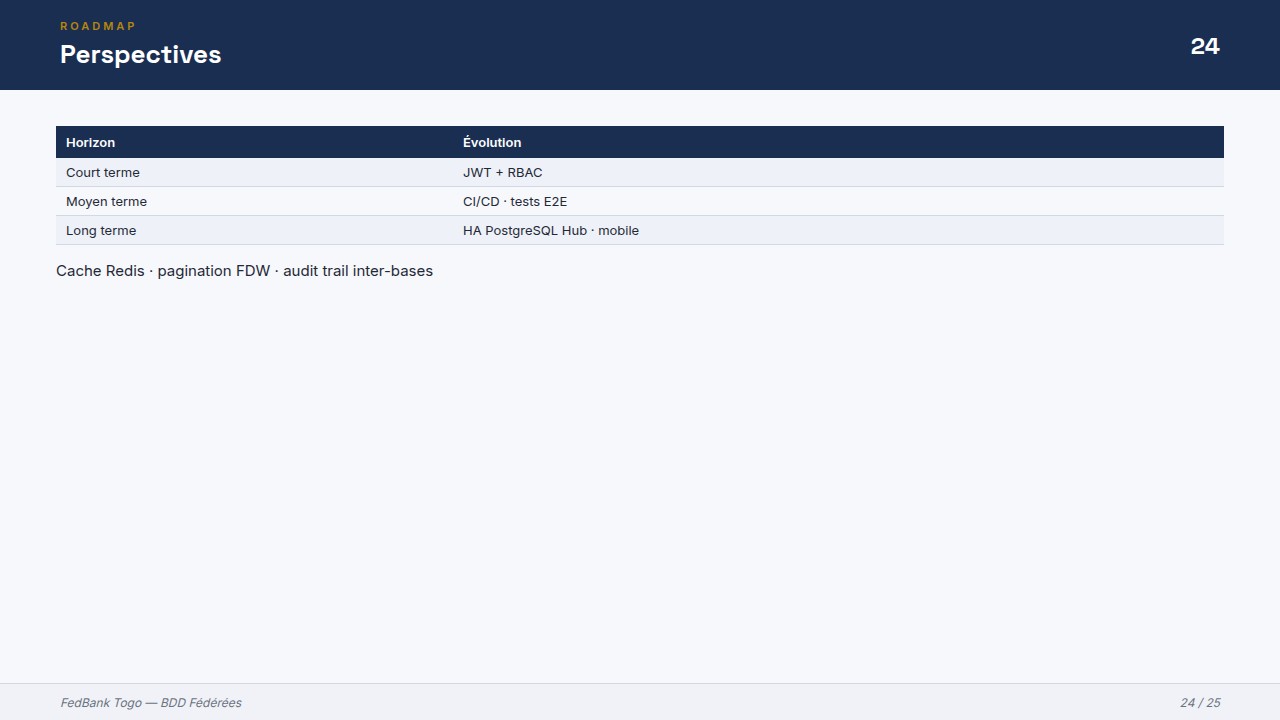 ROADMAP
Perspectives
24
Horizon Évolution
Court terme JWT + RBAC
Moyen terme CI/CD · tests E2E
Long terme HA PostgreSQL Hub · mobile
Cache Redis · pagination FDW · audit trail inter-bases
FedBank Togo — BDD Fédérées 24 / 25